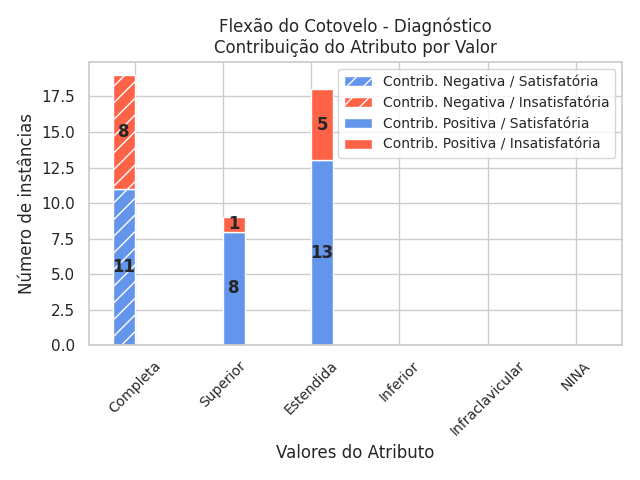 Flexão do Cotovelo - Diagnóstico
Contribuição do Atributo por Valor
Contrib. Negativa / Satisfatória
Contrib. Negativa / Insatisfatória
Contrib. Positiva / Satisfatória
Contrib. Positiva / Insatisfatória
Número de instâncias
17.5
15.0
12.5
10.0
7.5
5.0
2.5
0.0
8
11
1
8
5
13
Completa
Superior
Estendida
Inferior
Infraclavicular
NINA
Valores do Atributo